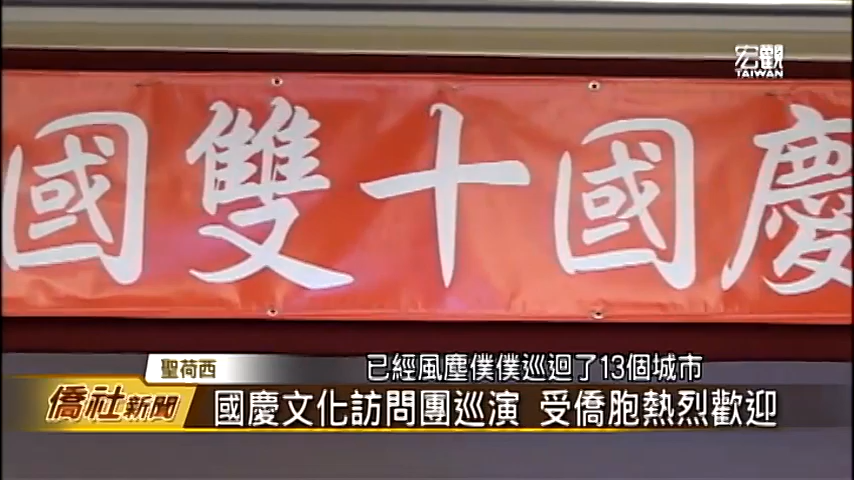 宏觀
TAIWAN
國雙十國慶
聖荷西
已經風塵僕僕巡迴了13個城市
僑社新聞
國慶文化訪問團巡演 受僑胞熱烈歡迎